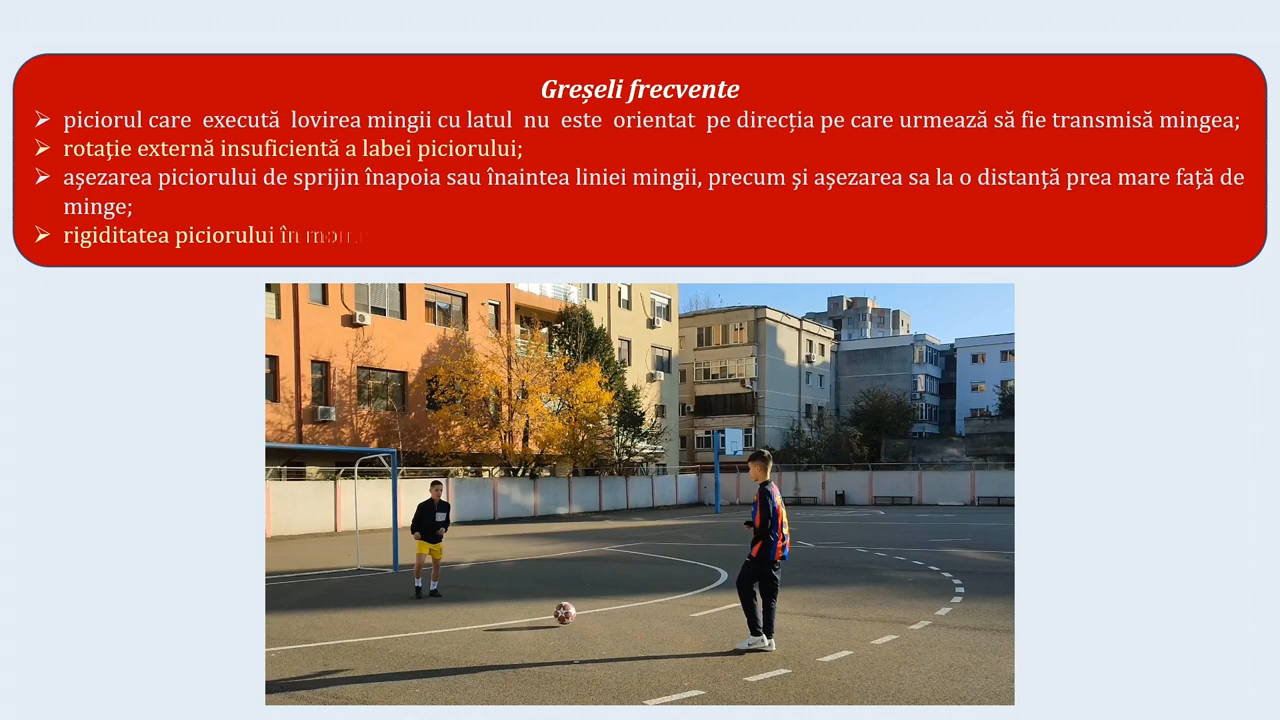 Greșeli frecvente
piciorul care execută lovirea mingii cu latul nu este orientat pe direcția pe care urmează să fie transmisă mingea;
rotație externă insuficientă a labei piciorului;
așezarea piciorului de sprijin înapoia sau înaintea liniei mingii, precum și așezarea sa la o distanță prea mare față de
minge;
rigiditatea piciorului în